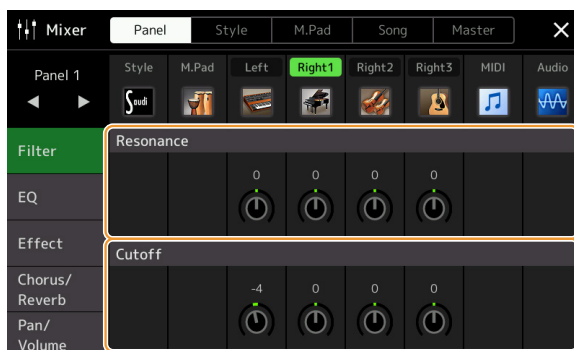 Mixer
Panel Style M.Pad Song Master
Panel 1
Style M.Pad Left Right1 Right2 Right3 MIDI Audio
Soudi
Filter
Resonance
0 0 0 0
EQ
Effect
Cutoff
-4 0 0 0
Chorus/
Reverb
Pan/
Volume